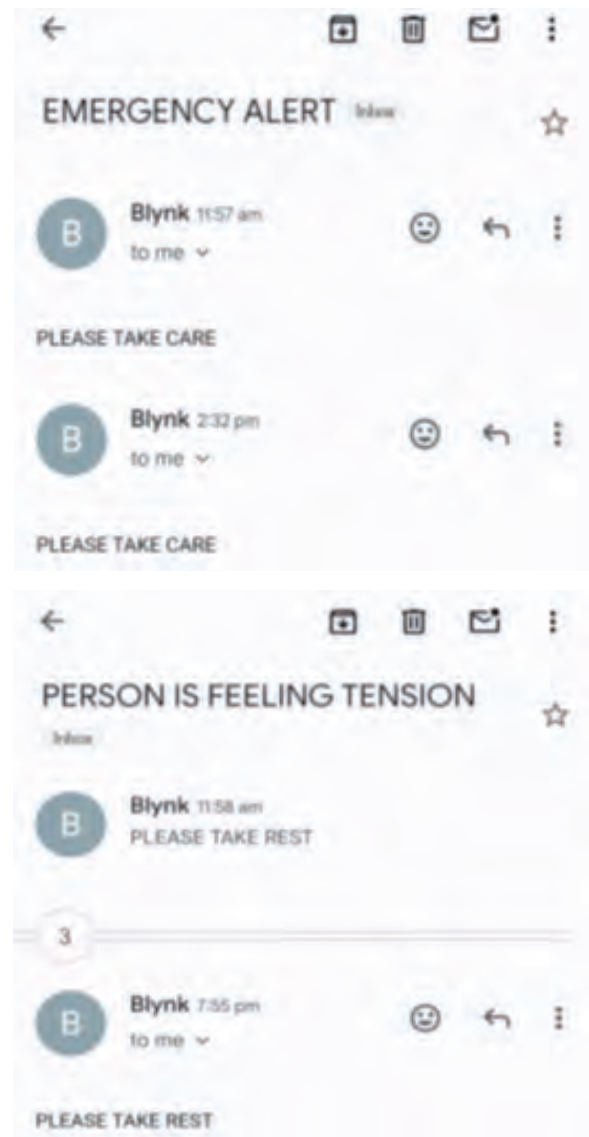 EMERGENCY ALERT Inbox
B
Blynk 11:57 am
to me
PLEASE TAKE CARE
B
Blynk 2:32 pm
to me
PLEASE TAKE CARE
PERSON IS FEELING TENSION
Inbox
B
Blynk 11:58 am
PLEASE TAKE REST
3
B
Blynk 7:55 pm
to me
PLEASE TAKE REST